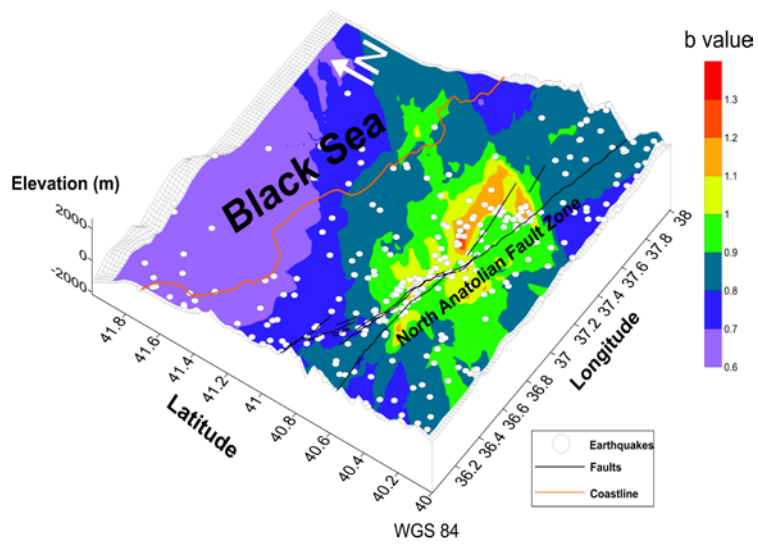 b value
N
Black Sea
Elevation (m)
2000
0
-2000
1.3
1.2
1.1
1
0.9
0.8
0.7
0.6
North Anatolian Fault Zone
41.8
41.6
41.4
41.2
41
40.8
40.6
40.4
40.2
40
Latitude
38
37.8
37.6
37.4
37.2
37
36.8
36.6
36.4
36.2
Longitude
Earthquakes
Faults
Coastline
WGS 84